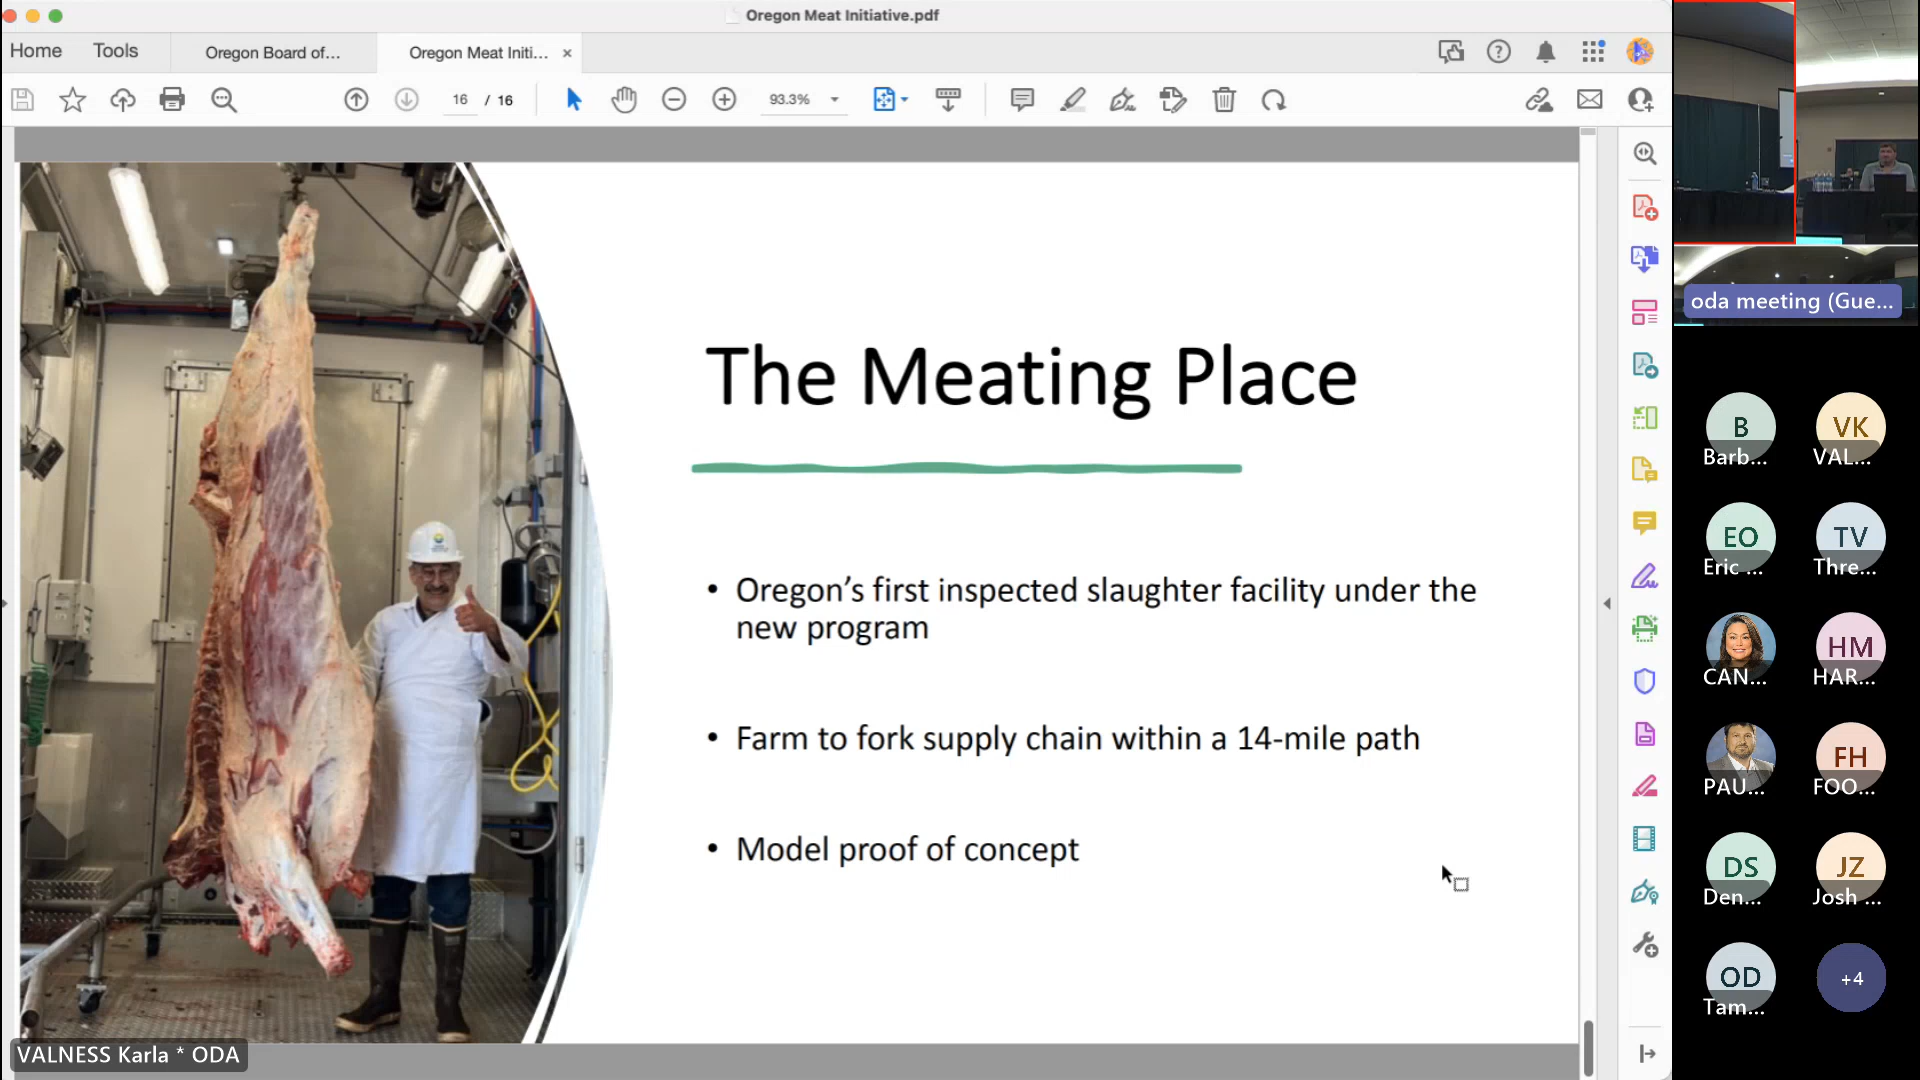 Oregon Meat Initiative.pdf
Home
Tools
Oregon Board of...
Oregon Meat Initi...
16 / 16
93.3%
The Meating Place
• Oregon's first inspected slaughter facility under the
new program
• Farm to fork supply chain within a 14-mile path
• Model proof of concept
VALNESS Karla * ODA
oda meeting (Gue...
B
Barb...
VK
VAL...
EO
Eric ...
TV
Thre...
CAN...
HM
HAR...
PAU...
FH
FOO...
DS
Den...
JZ
Josh ...
OD
Tam...
+4